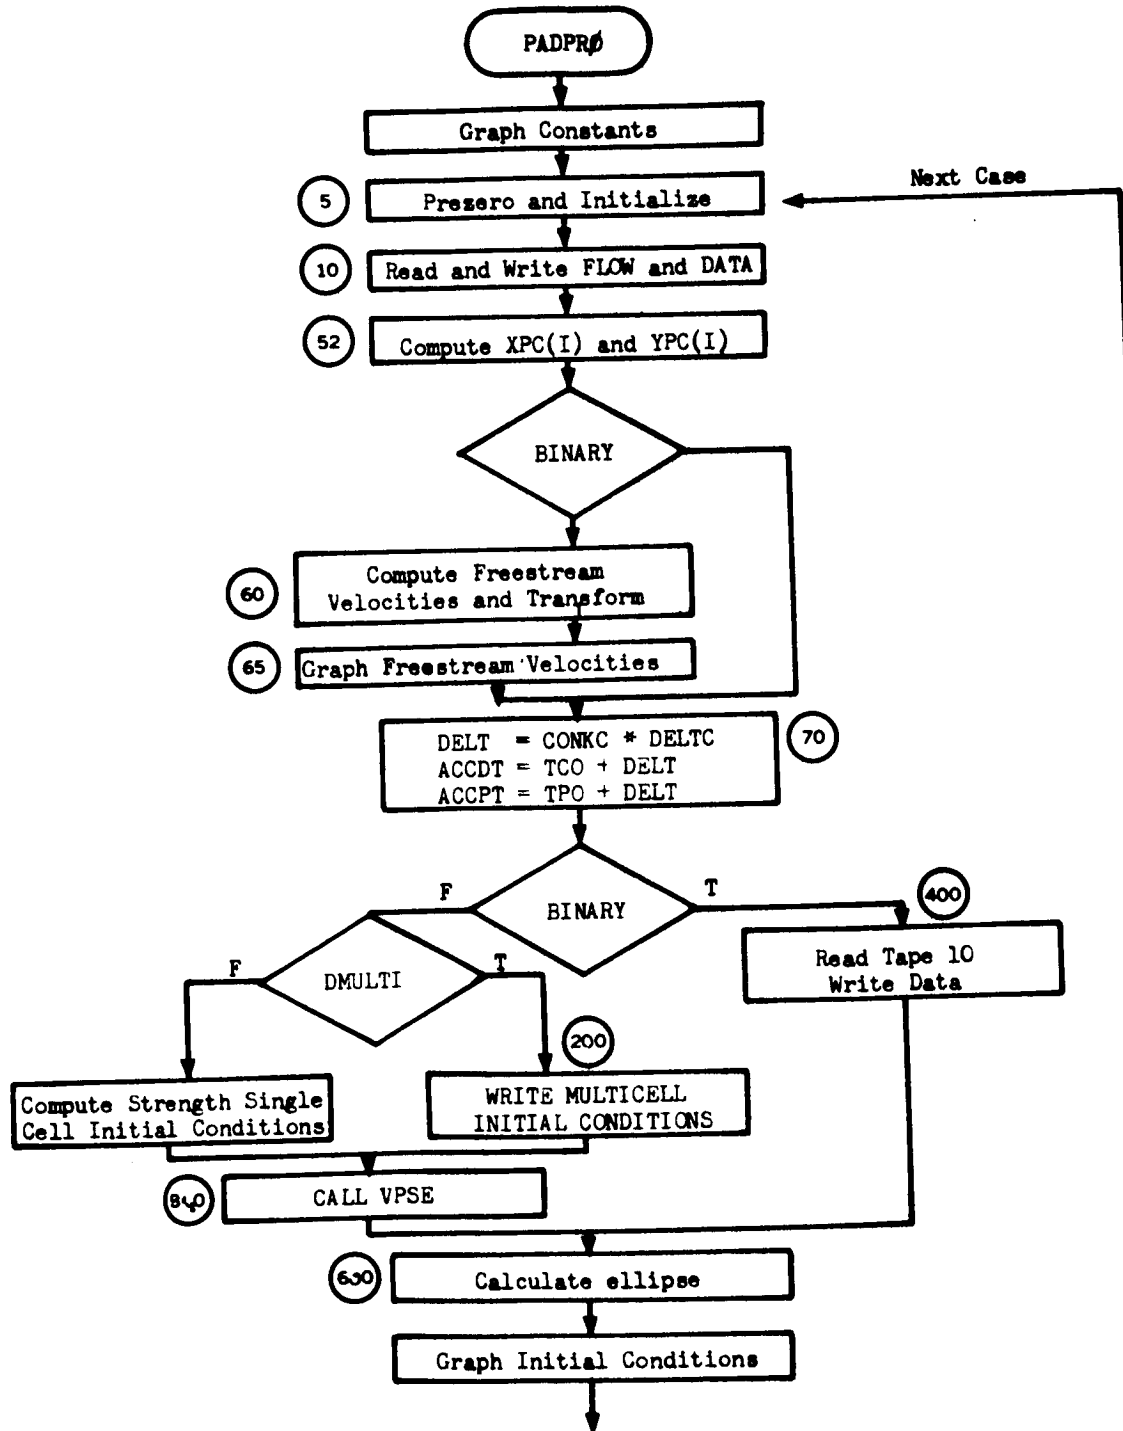 PADPRØ
Graph Constants
Next Case
5
Prezero and Initialize
10
Read and Write FLOW and DATA
52
Compute XPC(I) and YPC(I)
BINARY
60
Compute Freestream
Velocities and Transform
65
Graph Freestream Velocities
70
DELT = CONKC * DELTC
ACCDT = TCO + DELT
ACCPT = TPO + DELT
F
BINARY
T
400
Read Tape 10
Write Data
F
DMULTI
T
200
Compute Strength Single
Cell Initial Conditions
WRITE MULTICELL
INITIAL CONDITIONS
840
CALL VPSE
Calculate ellipse
Graph Initial Conditions